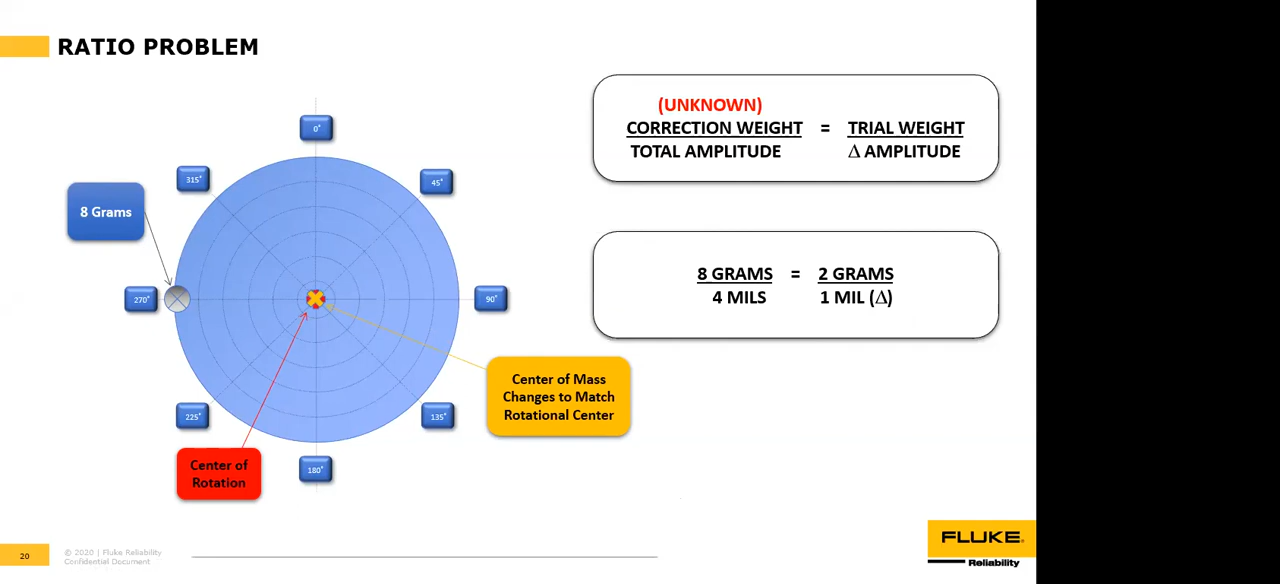 RATIO PROBLEM
(UNKNOWN)
CORRECTION WEIGHT = TRIAL WEIGHT
TOTAL AMPLITUDE Δ AMPLITUDE
8 GRAMS = 2 GRAMS
4 MILS 1 MIL (Δ)
0°
315°
45°
8 Grams
270°
90°
225°
135°
180°
Center of Mass
Changes to Match
Rotational Center
Center of
Rotation
20
© 2020 | Fluke Reliability
Confidential Document
FLUKE®
Reliability